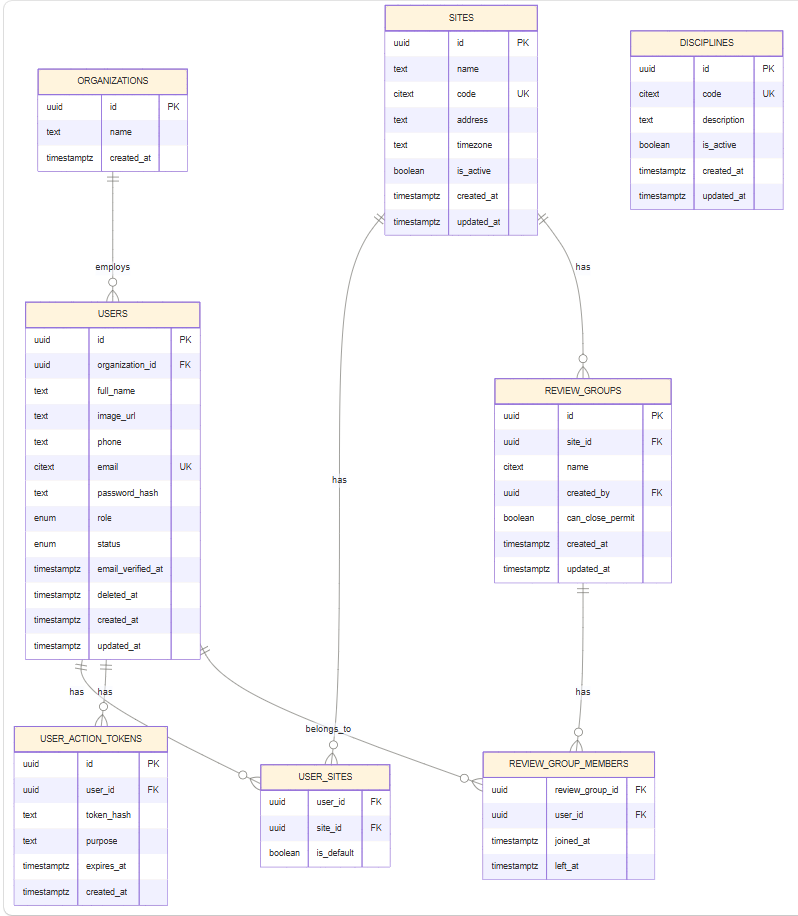 SITES
uuid id PK
text name
citext code UK
text address
text timezone
boolean is_active
timestamptz created_at
timestamptz updated_at
DISCIPLINES
uuid id PK
citext code UK
text description
boolean is_active
timestamptz created_at
timestamptz updated_at
ORGANIZATIONS
uuid id PK
text name
timestamptz created_at
employs
has
USERS
uuid id PK
uuid organization_id FK
text full_name
text image_url
text phone
citext email UK
text password_hash
enum role
enum status
timestamptz email_verified_at
timestamptz deleted_at
timestamptz created_at
timestamptz updated_at
REVIEW_GROUPS
uuid id PK
uuid site_id FK
citext name
uuid created_by FK
boolean can_close_permit
timestamptz created_at
timestamptz updated_at
has
has
has
has
belongs_to
USER_ACTION_TOKENS
uuid id PK
uuid user_id FK
text token_hash
text purpose
timestamptz expires_at
timestamptz created_at
USER_SITES
uuid user_id FK
uuid site_id FK
boolean is_default
REVIEW_GROUP_MEMBERS
uuid review_group_id FK
uuid user_id FK
timestamptz joined_at
timestamptz left_at